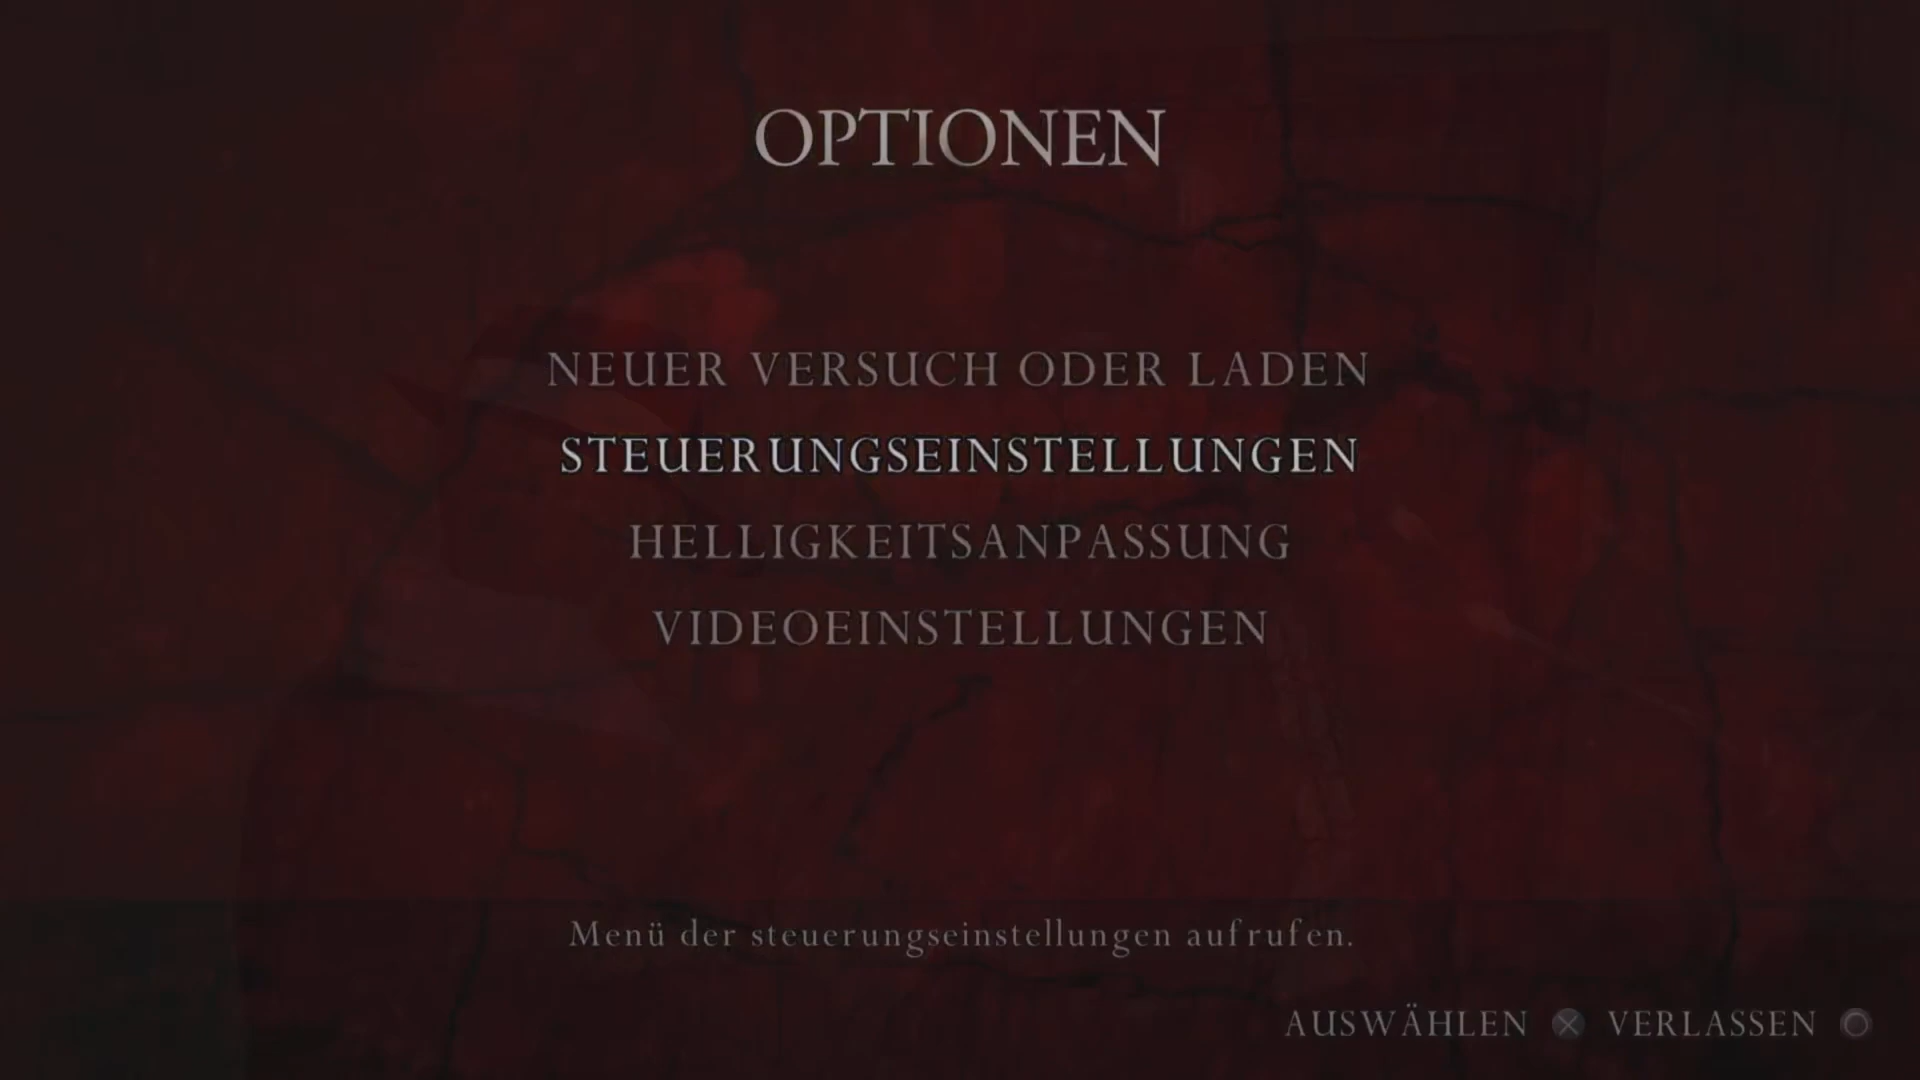 OPTIONEN
NEUER VERSUCH ODER LADEN
STEUERUNGSEINSTELLUNGEN
HELLIGKEITSANPASSUNG
VIDEOEINSTELLUNGEN
Menü der steuerungseinstellungen aufrufen.
AUSWÄHLEN VERLASSEN